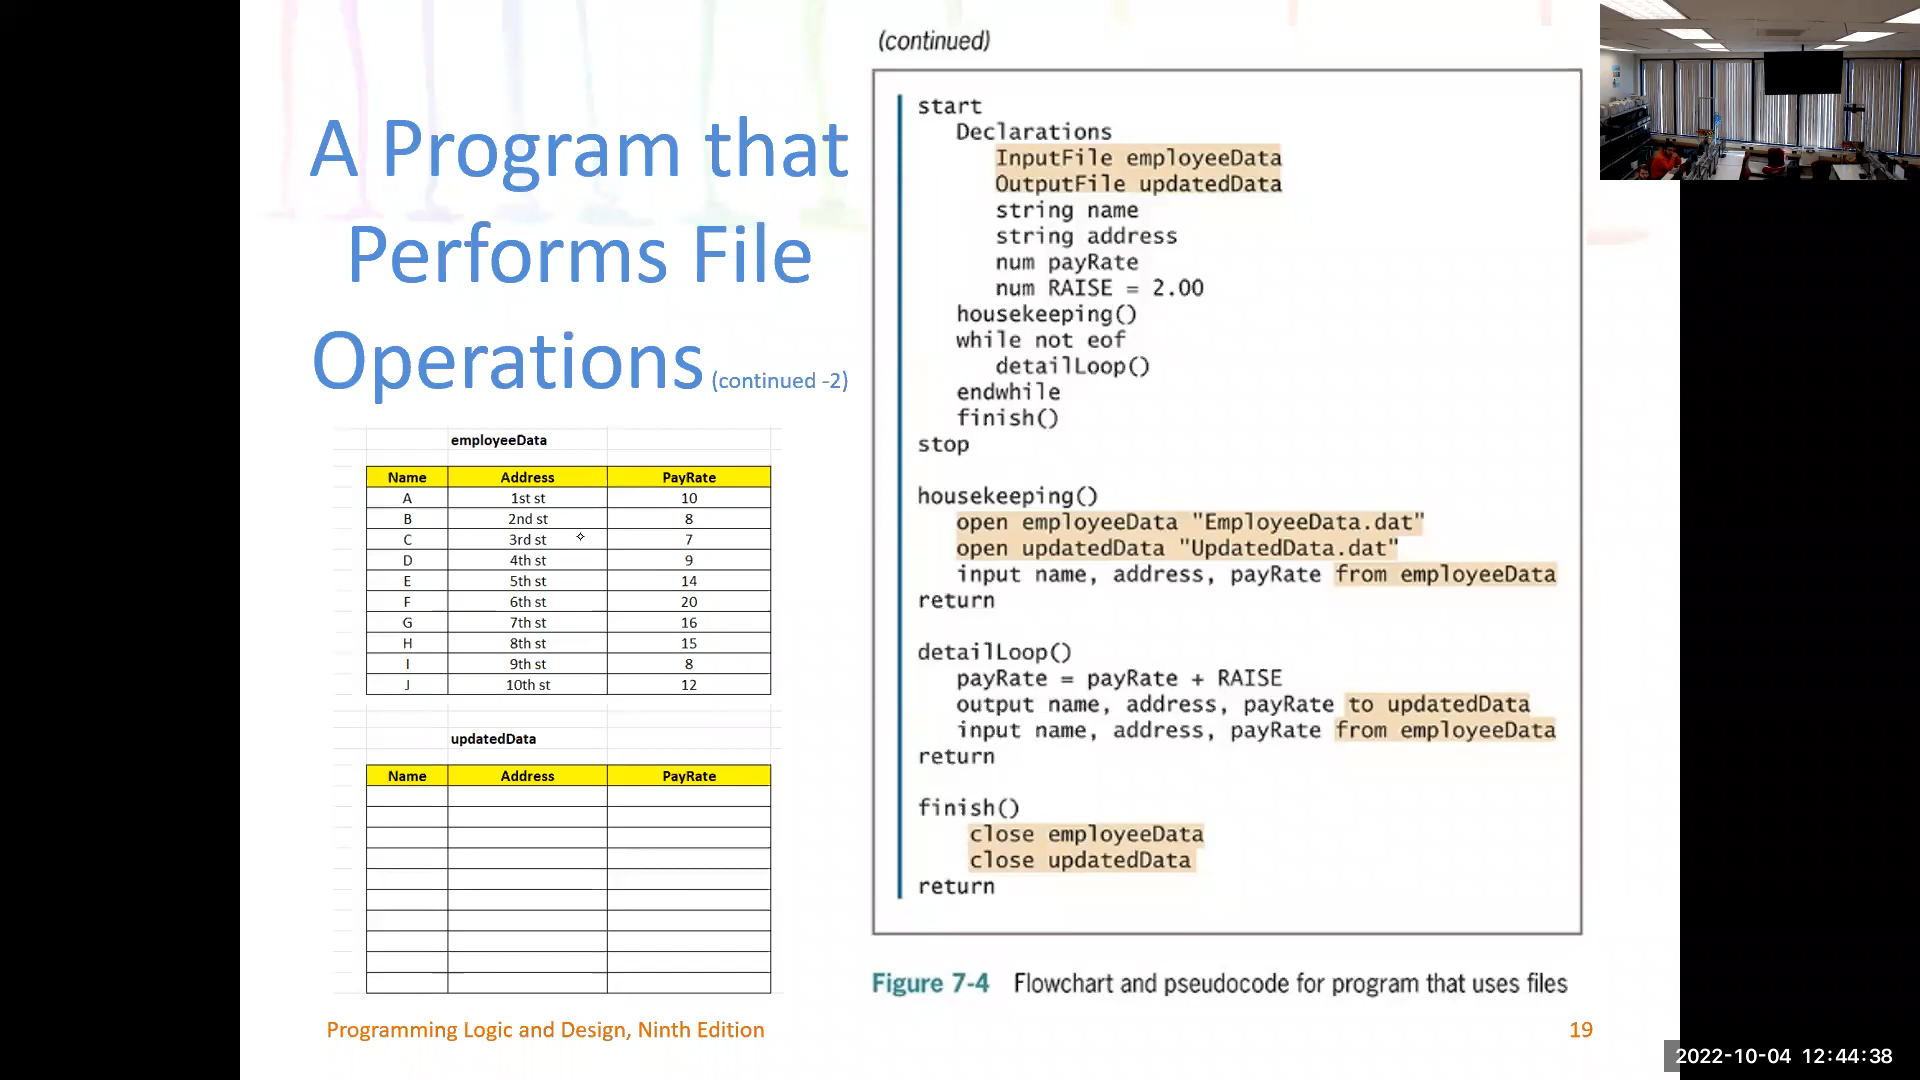 A Program that
Performs File
Operations (continued -2)
employeeData
Name Address PayRate
A 1st st 10
B 2nd st 8
C 3rd st 7
D 4th st 9
E 5th st 14
F 6th st 20
G 7th st 16
H 8th st 15
I 9th st 8
J 10th st 12
updatedData
Name Address PayRate
(continued)
start
Declarations
InputFile employeeData
OutputFile updatedData
string name
string address
num payRate
num RAISE = 2.00
housekeeping()
while not eof
detailLoop()
endwhile
finish()
stop
housekeeping()
open employeeData "EmployeeData.dat"
open updatedData "UpdatedData.dat"
input name, address, payRate from employeeData
return
detailLoop()
payRate = payRate + RAISE
output name, address, payRate to updatedData
input name, address, payRate from employeeData
return
finish()
close employeeData
close updatedData
return
Figure 7-4 Flowchart and pseudocode for program that uses files
Programming Logic and Design, Ninth Edition
19
2022-10-04 12:44:38